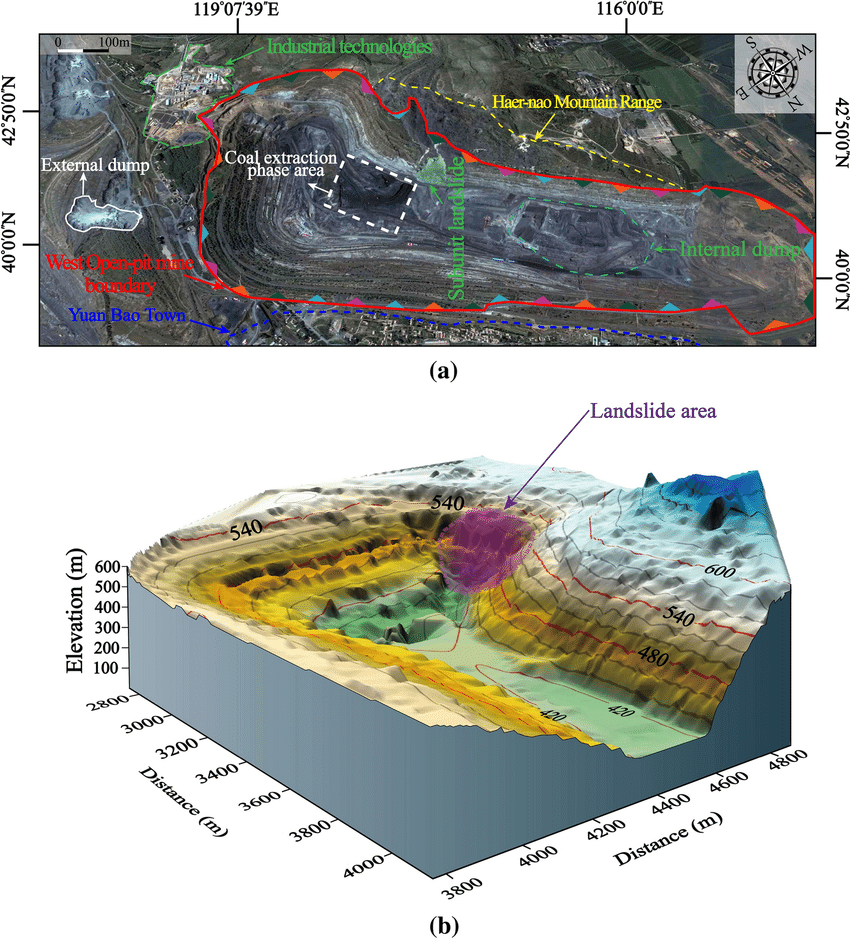 119°07'39"
116°0'0"E
0 100m
Industrial technologies
S
W
E
N
42°50'0"N
42°50'0"N
Haer-nao Mountain Range
External dump
Coal extraction
phase area
Subunit landslide
40°0'0"N
40°0'0"N
Internal dump
West Open-pit mine
boundary
Yuan Bao Town
(a)
Landslide area
540
540
600
540
480
420
420
Elevation (m)
600
500
400
300
200
100
2800
3000
3200
3400
3600
3800
4000
Distance (m)
3800
4000
4200
4400
4600
4800
Distance (m)
(b)